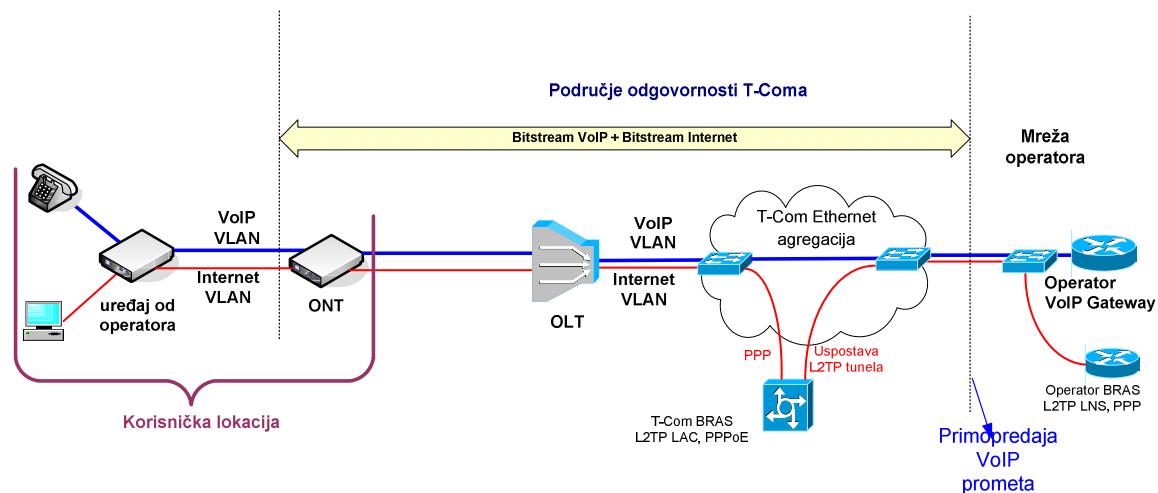 Područje odgovornosti T-Coma
Bitstream VoIP + Bitstream Internet
Mreža
operatora
VoIP
VLAN
Internet
VLAN
uređaj od
operatora
ONT
OLT
VoIP
VLAN
Internet
VLAN
T-Com Ethernet
agregacija
Operator
VoIP Gateway
PPP
Uspostava
L2TP tunela
T-Com BRAS
L2TP LAC, PPPoE
Operator BRAS
L2TP LNS, PPP
Korisnička lokacija
Primopredaja
VoIP
prometa